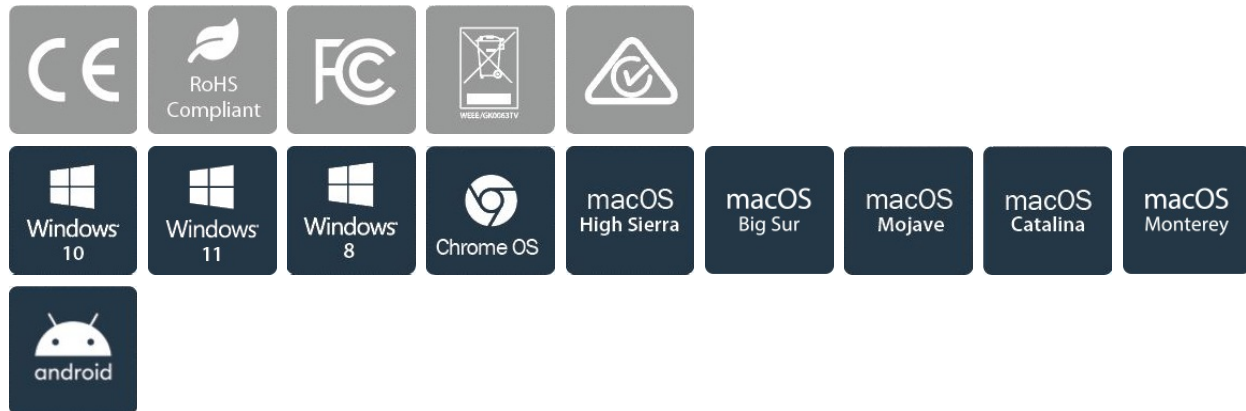 CE
RoHS
Compliant
FC
WEEE/GK0083TV
Windows
10
Windows
11
Windows
8
Chrome OS
macOS
High Sierra
macOS
Big Sur
macOS
Mojave
macOS
Catalina
macOS
Monterey
android